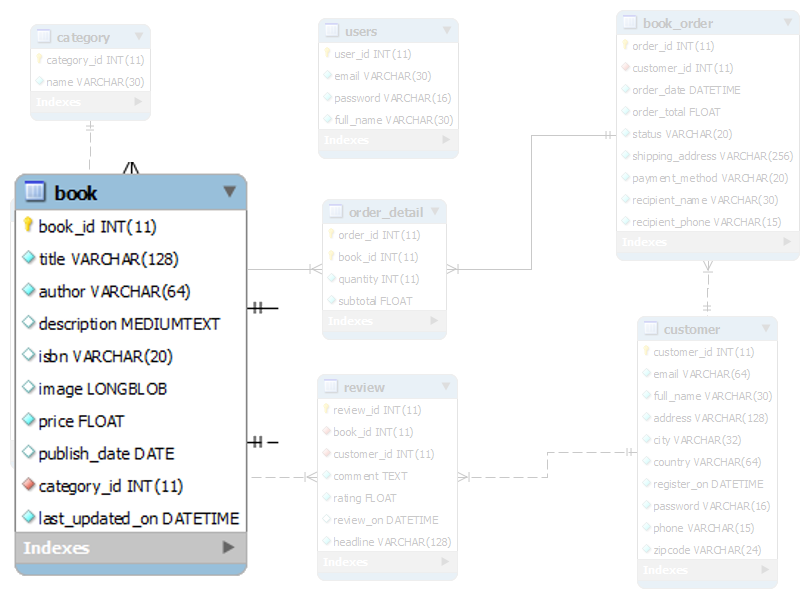 category
category_id INT(11)
name VARCHAR(30)
Indexes
users
user_id INT(11)
email VARCHAR(30)
password VARCHAR(16)
full_name VARCHAR(30)
Indexes
book_order
order_id INT(11)
customer_id INT(11)
order_date DATETIME
order_total FLOAT
status VARCHAR(20)
shipping_address VARCHAR(256)
payment_method VARCHAR(20)
recipient_name VARCHAR(30)
recipient_phone VARCHAR(15)
Indexes
book
book_id INT(11)
title VARCHAR(128)
author VARCHAR(64)
description MEDIUMTEXT
isbn VARCHAR(20)
image LONGBLOB
price FLOAT
publish_date DATE
category_id INT(11)
last_updated_on DATETIME
Indexes
order_detail
order_id INT(11)
book_id INT(11)
quantity INT(11)
subtotal FLOAT
Indexes
review
review_id INT(11)
book_id INT(11)
customer_id INT(11)
comment TEXT
rating FLOAT
review_on DATETIME
headline VARCHAR(128)
Indexes
customer
customer_id INT(11)
email VARCHAR(64)
full_name VARCHAR(30)
address VARCHAR(128)
city VARCHAR(32)
country VARCHAR(64)
register_on DATETIME
password VARCHAR(16)
phone VARCHAR(15)
zipcode VARCHAR(24)
Indexes